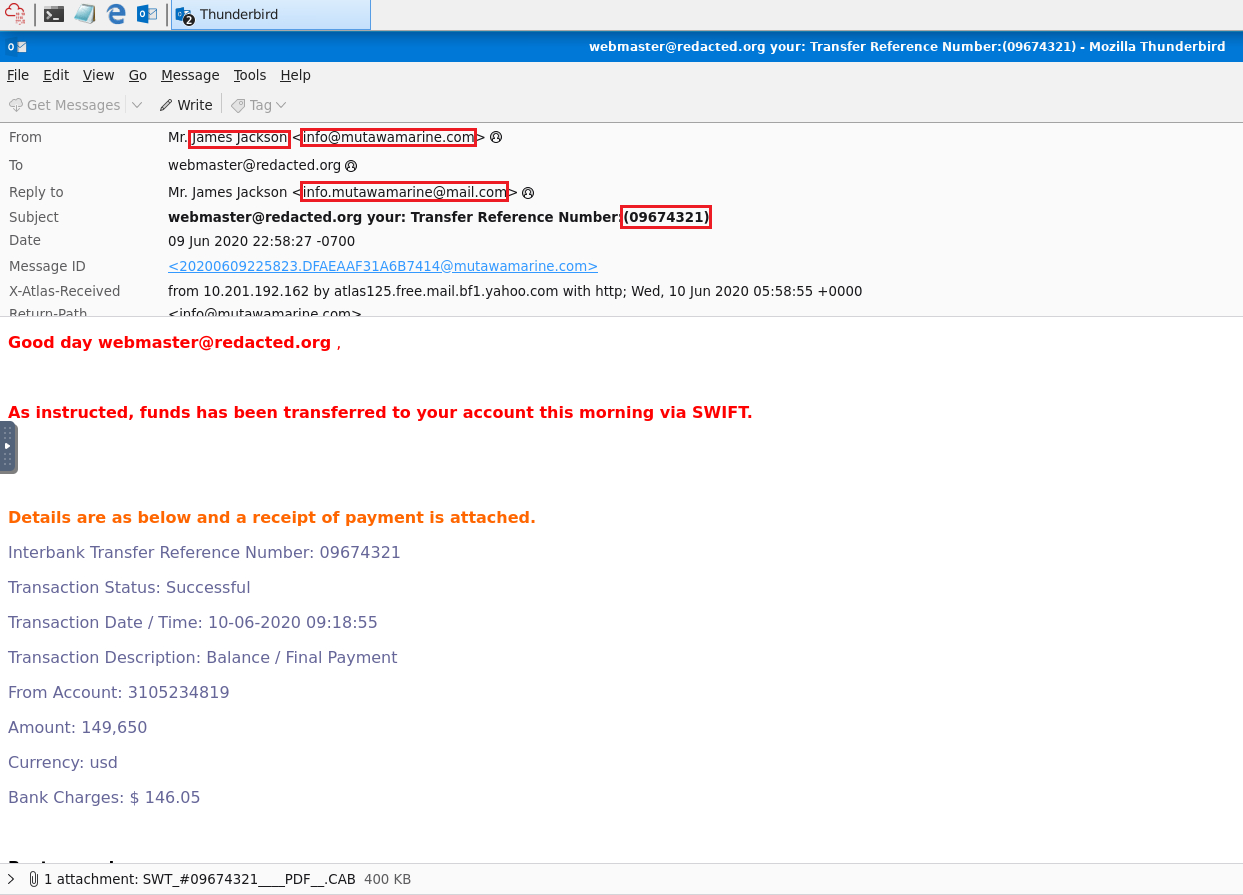 2 Thunderbird
webmaster@redacted.org your: Transfer Reference Number:(09674321) - Mozilla Thunderbird
File Edit View Go Message Tools Help
Get Messages Write Tag
From Mr. James Jackson <info@mutawamarine.com>
To webmaster@redacted.org
Reply to Mr. James Jackson <info.mutawamarine@mail.com>
Subject webmaster@redacted.org your: Transfer Reference Number:(09674321)
Date 09 Jun 2020 22:58:27 -0700
Message ID <20200609225823.DFAEAAF31A6B7414@mutawamarine.com>
X-Atlas-Received from 10.201.192.162 by atlas125.free.mail.bf1.yahoo.com with http; Wed, 10 Jun 2020 05:58:55 +0000
Return-Path <info@mutawamarine.com>
Good day webmaster@redacted.org ,
As instructed, funds has been transferred to your account this morning via SWIFT.
Details are as below and a receipt of payment is attached.
Interbank Transfer Reference Number: 09674321
Transaction Status: Successful
Transaction Date / Time: 10-06-2020 09:18:55
Transaction Description: Balance / Final Payment
From Account: 3105234819
Amount: 149,650
Currency: usd
Bank Charges: $ 146.05
1 attachment: SWT_#09674321____PDF__.CAB 400 KB